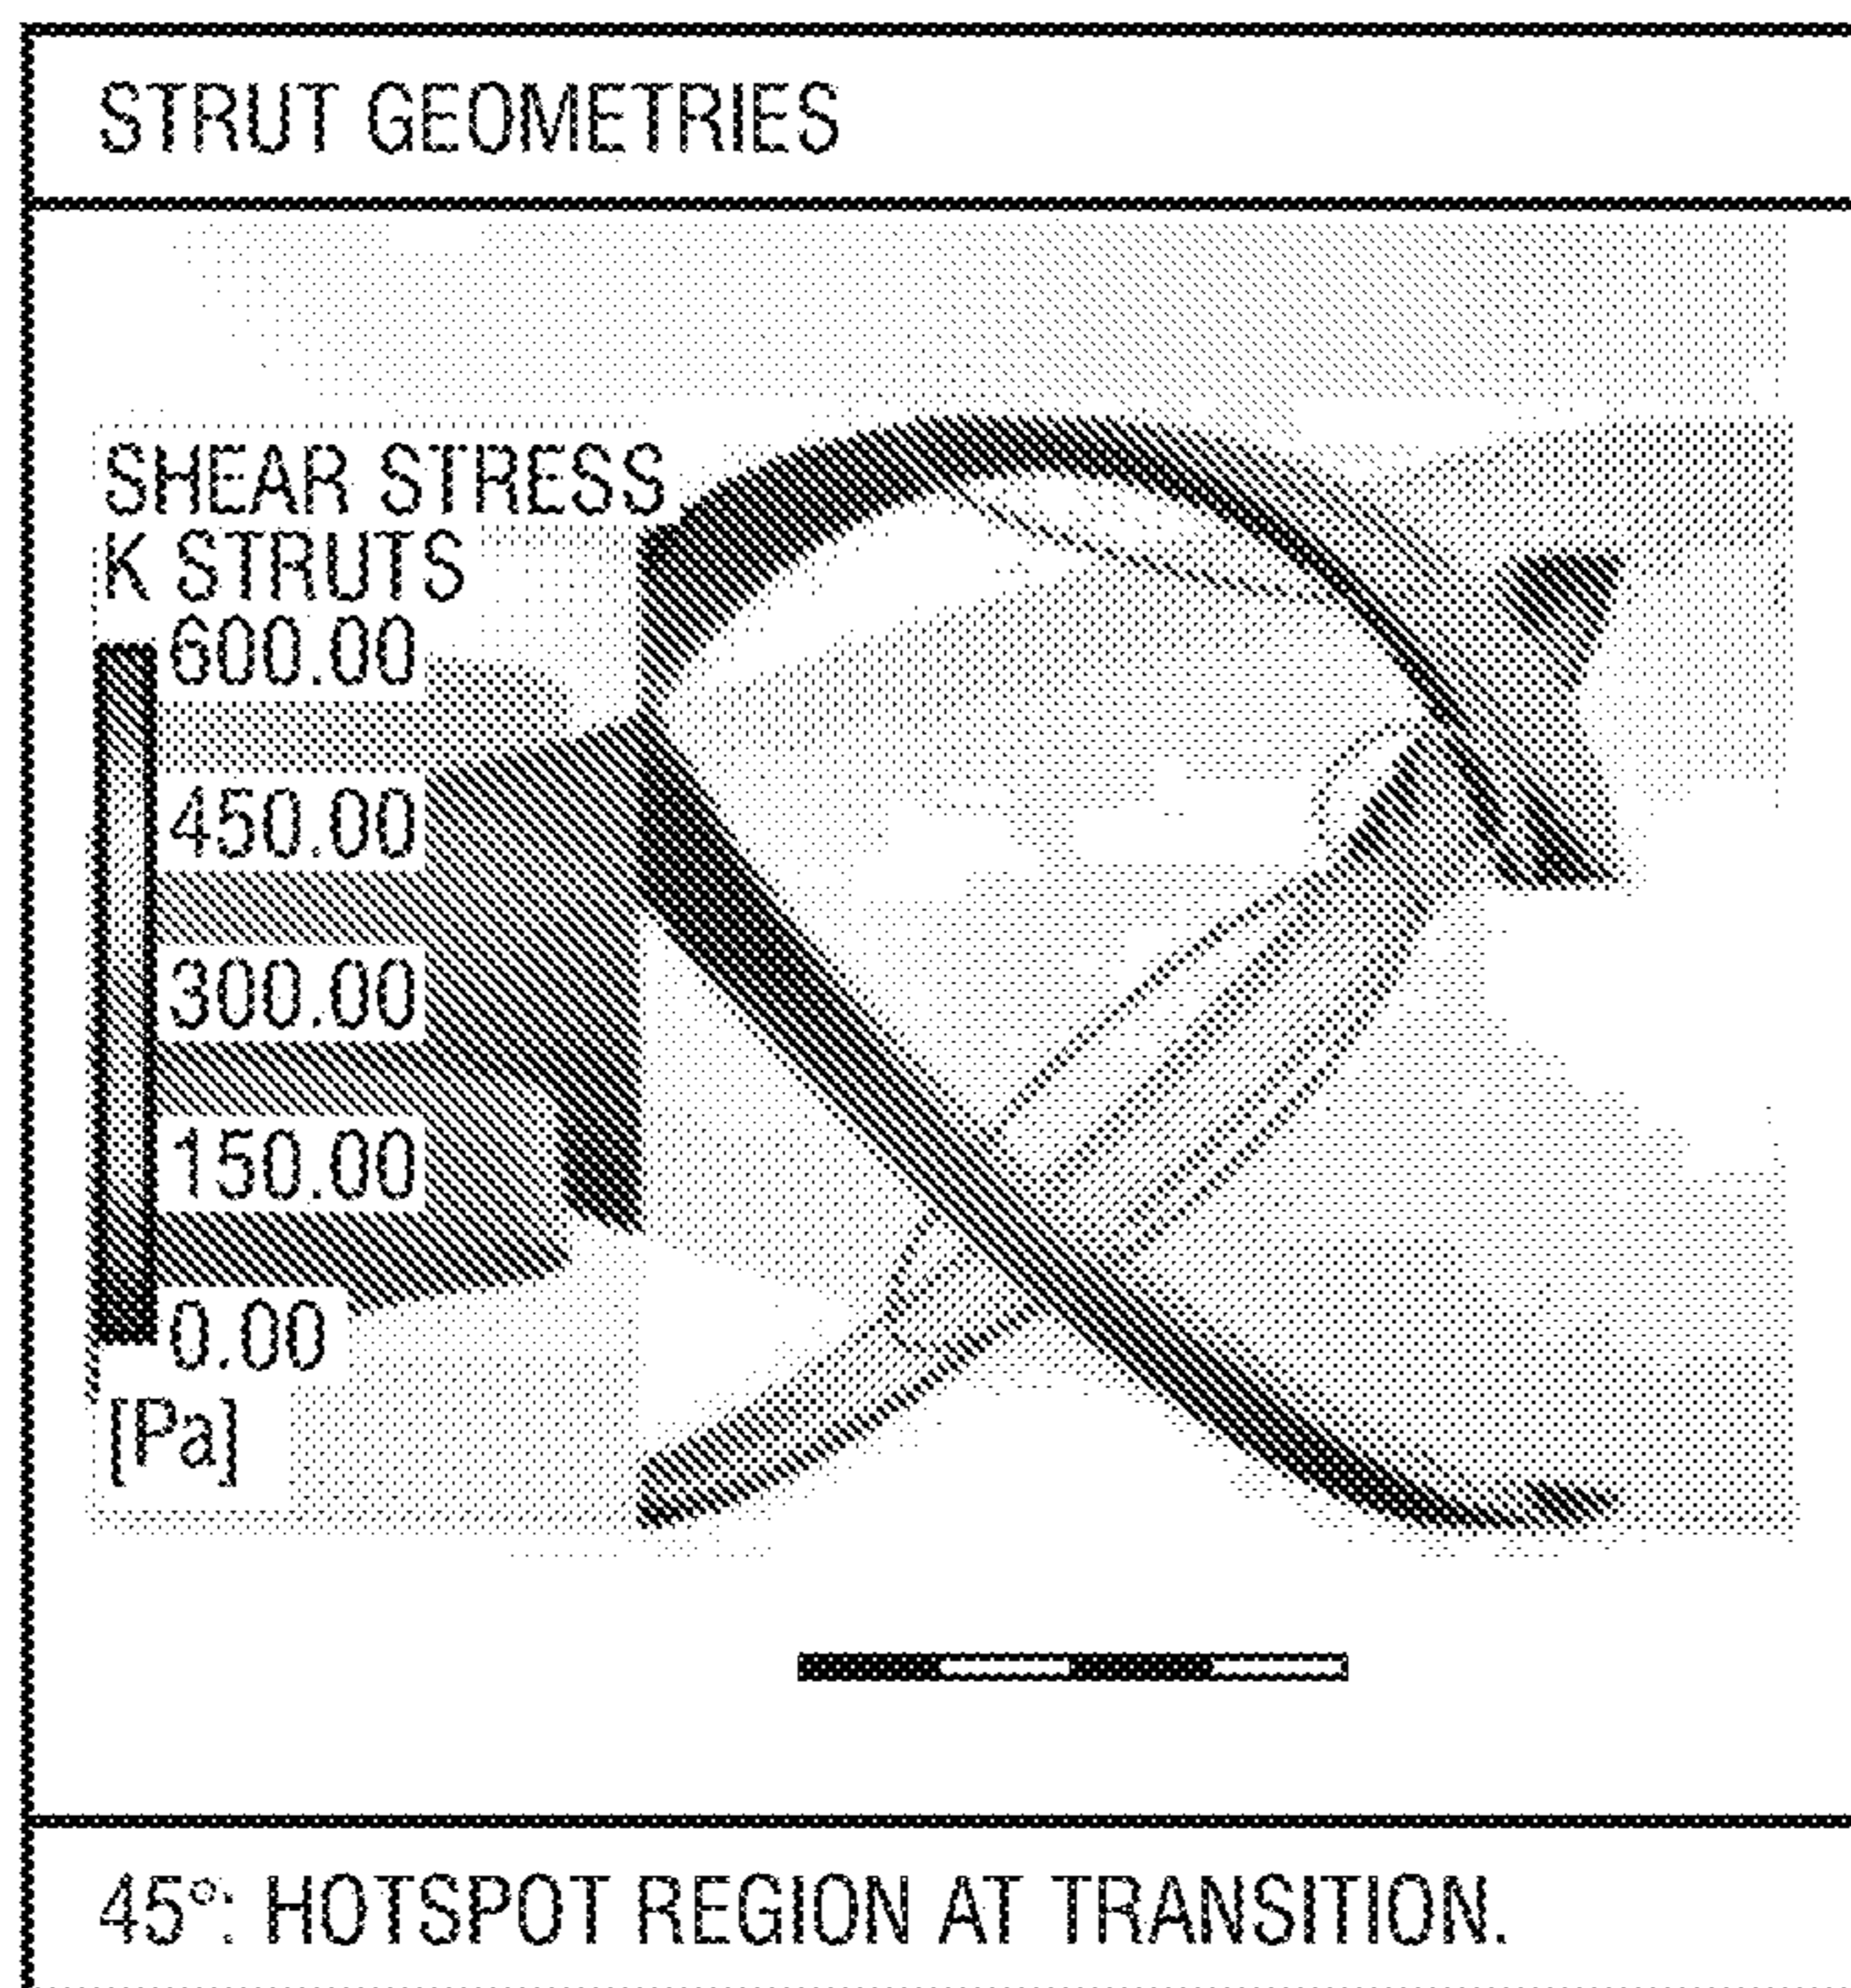 STRUT GEOMETRIES
SHEAR STRESS
K STRUTS
600.00
450.00
300.00
150.00
0.00
[Pa]
45°: HOTSPOT REGION AT TRANSITION.